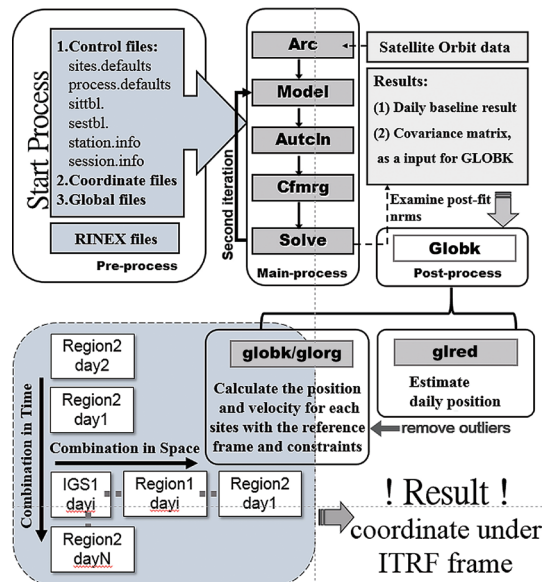 Start Process
1.Control files:
sites.defaults
process.defaults
sittbl.
sestbl.
station.info
session.info
2.Coordinate files
3.Global files
RINEX files
Pre-process
Arc
Model
Autcln
Cfmrg
Solve
Second iteration
Main-process
Satellite Orbit data
Results:
(1) Daily baseline result
(2) Covariance matrix,
as a input for GLOBK
Examine post-fit
nrms
Globk
Post-process
globk/glorg
Calculate the position
and velocity for each
sites with the reference
frame and constraints
glred
Estimate
daily position
remove outliers
Combination in Time
Region2
day2
Region2
day1
Combination in Space
IGS1
dayi
Region1
dayi
Region2
day1
Region2
dayN
! Result !
coordinate under
ITRF frame